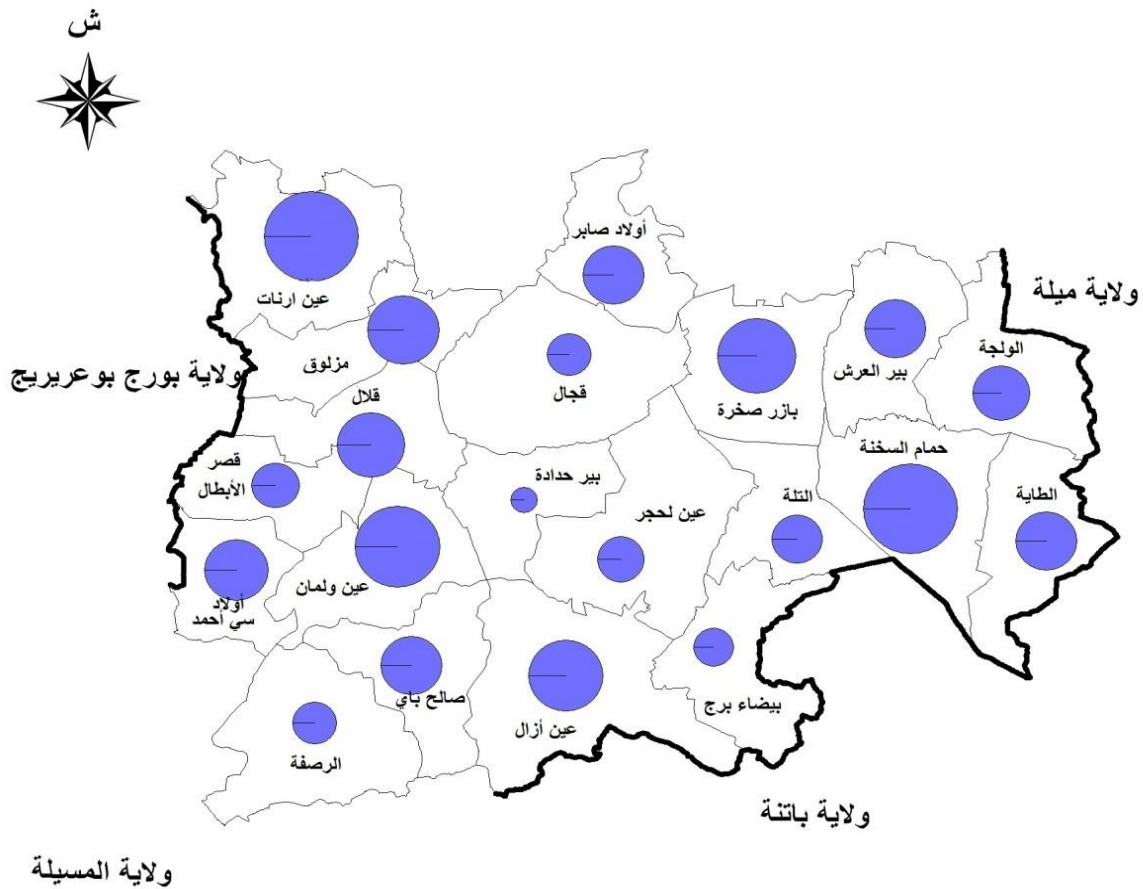 ش
أولاد صابر
ولاية ميلة
عين ارنات
الولجة
مزلوق
بير العرش
ولاية بورج بوعريريج
قجال
بازر صخرة
قلال
حمام السخنة
قصر
الأبطال
بير حدادة
التلة
الطاية
عين لحجر
عين ولمان
أولاد
سي أحمد
صالح باي
بيضاء برج
عين أزال
الرصفة
ولاية باتنة
ولاية المسيلة